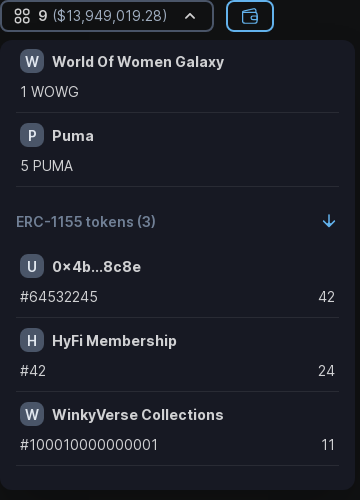 9 ($13,949,019.28)
W World Of Women Galaxy
1 WOWG
P Puma
5 PUMA
ERC-1155 tokens (3)
U 0x4b...8c8e
#64532245 42
H HyFi Membership
#42 24
W WinkyVerse Collections
#100010000000001 11